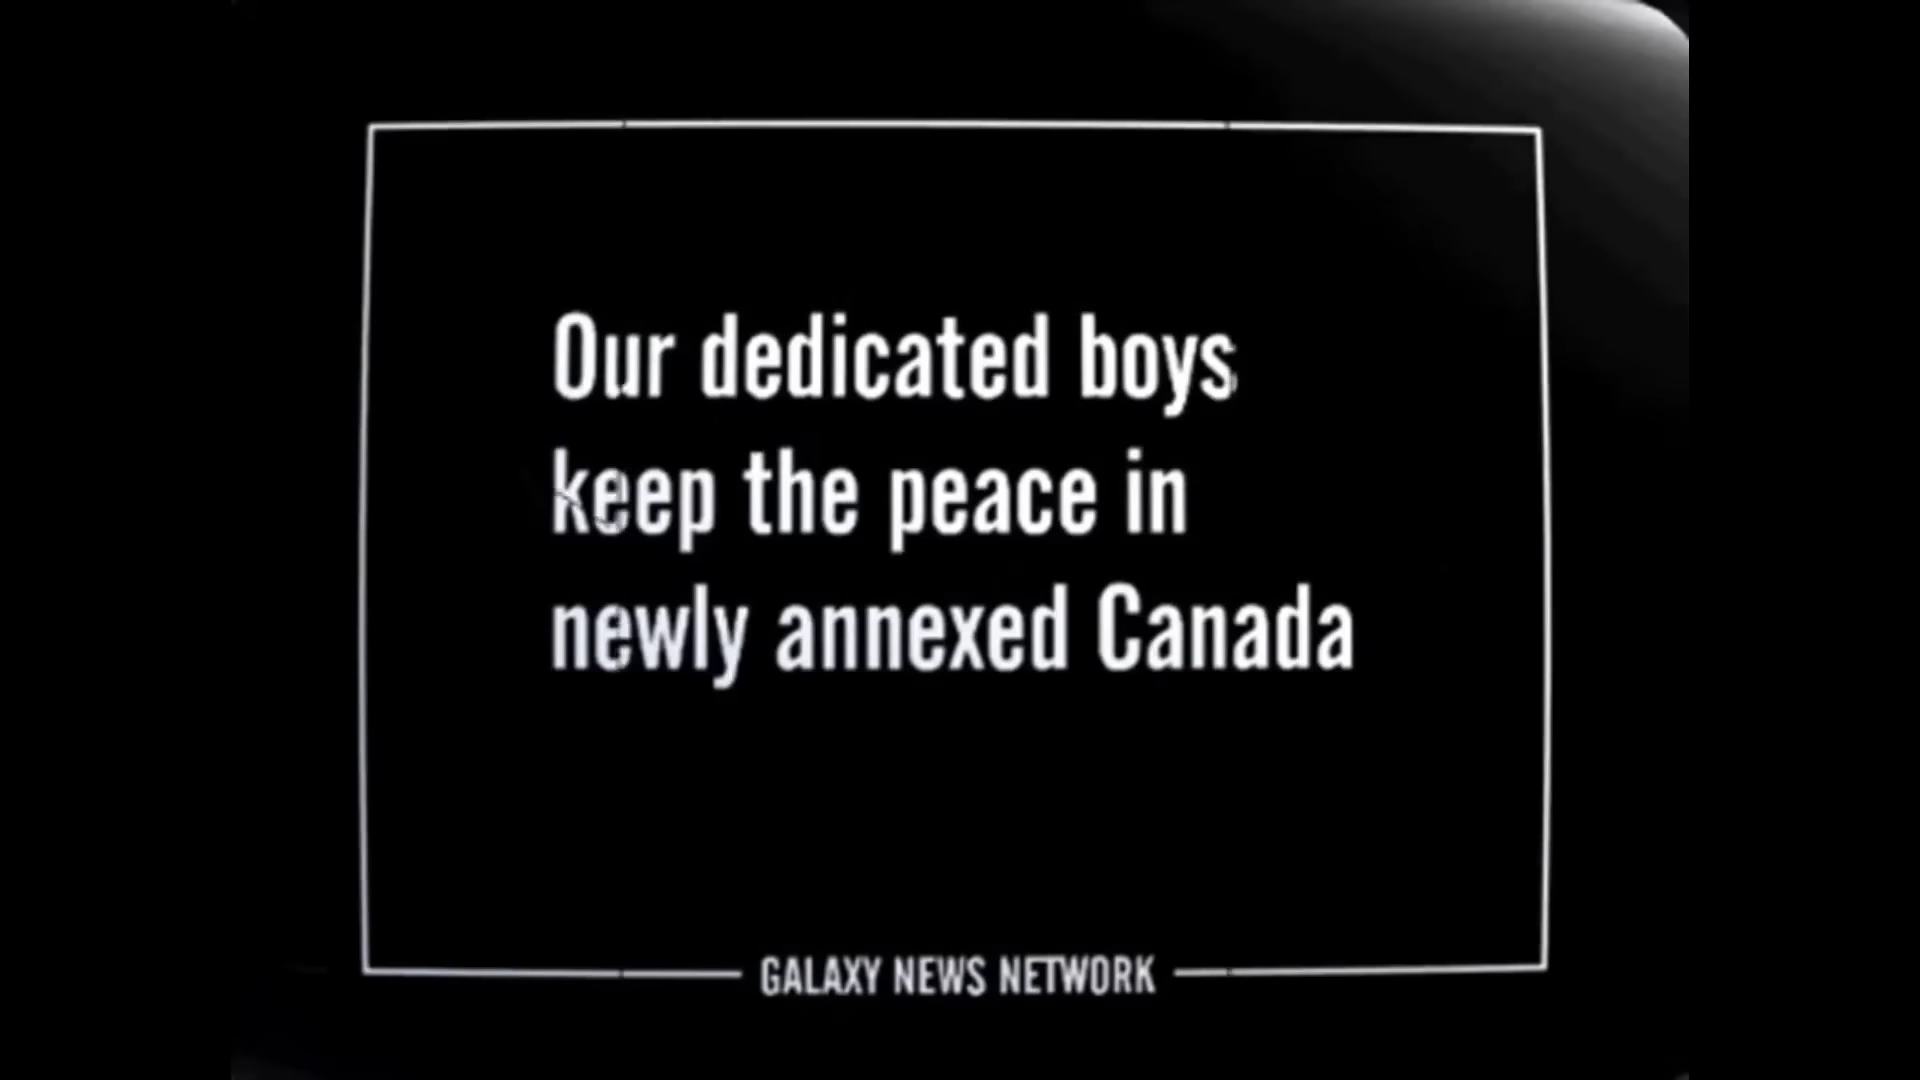 Our dedicated boys
keep the peace in
newly annexed Canada
GALAXY NEWS NETWORK